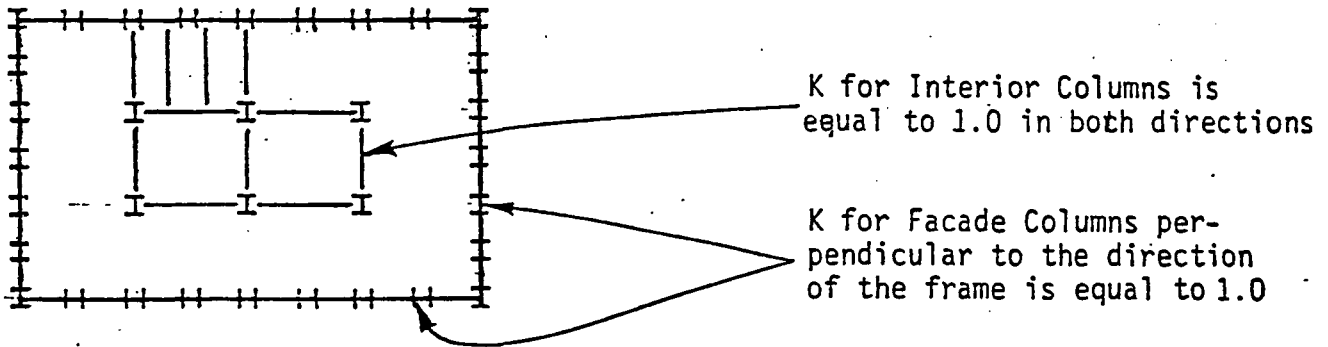 K for Interior Columns is
equal to 1.0 in both directions
K for Facade Columns per-
pendicular to the direction
of the frame is equal to 1.0